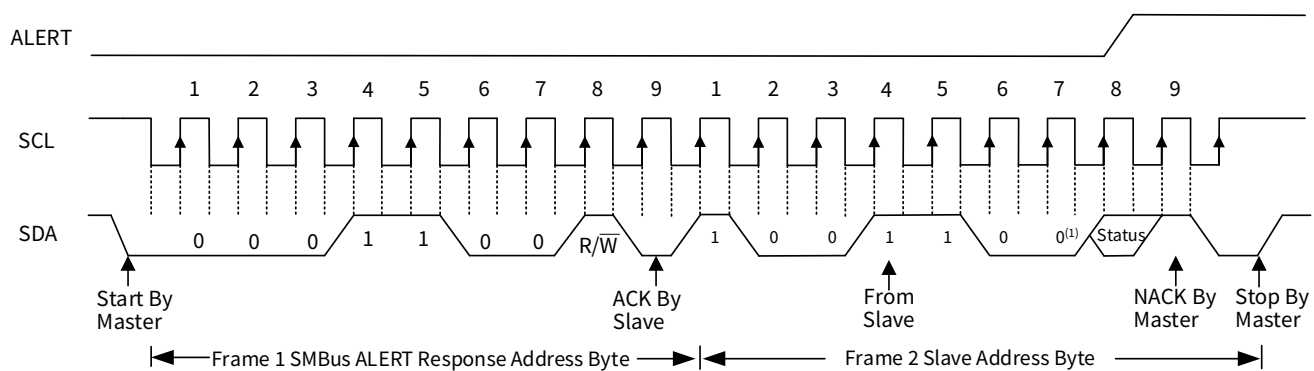 ALERT
1 2 3 4 5 6 7 8 9 1 2 3 4 5 6 7 8 9
SCL
SDA
0 0 0 1 1 0 0 R/W̅ 1 0 0 1 1 0 0(1) Status
Start By
Master
ACK By
Slave
From
Slave
NACK By
Master
Stop By
Master
Frame 1 SMBus ALERT Response Address Byte
Frame 2 Slave Address Byte